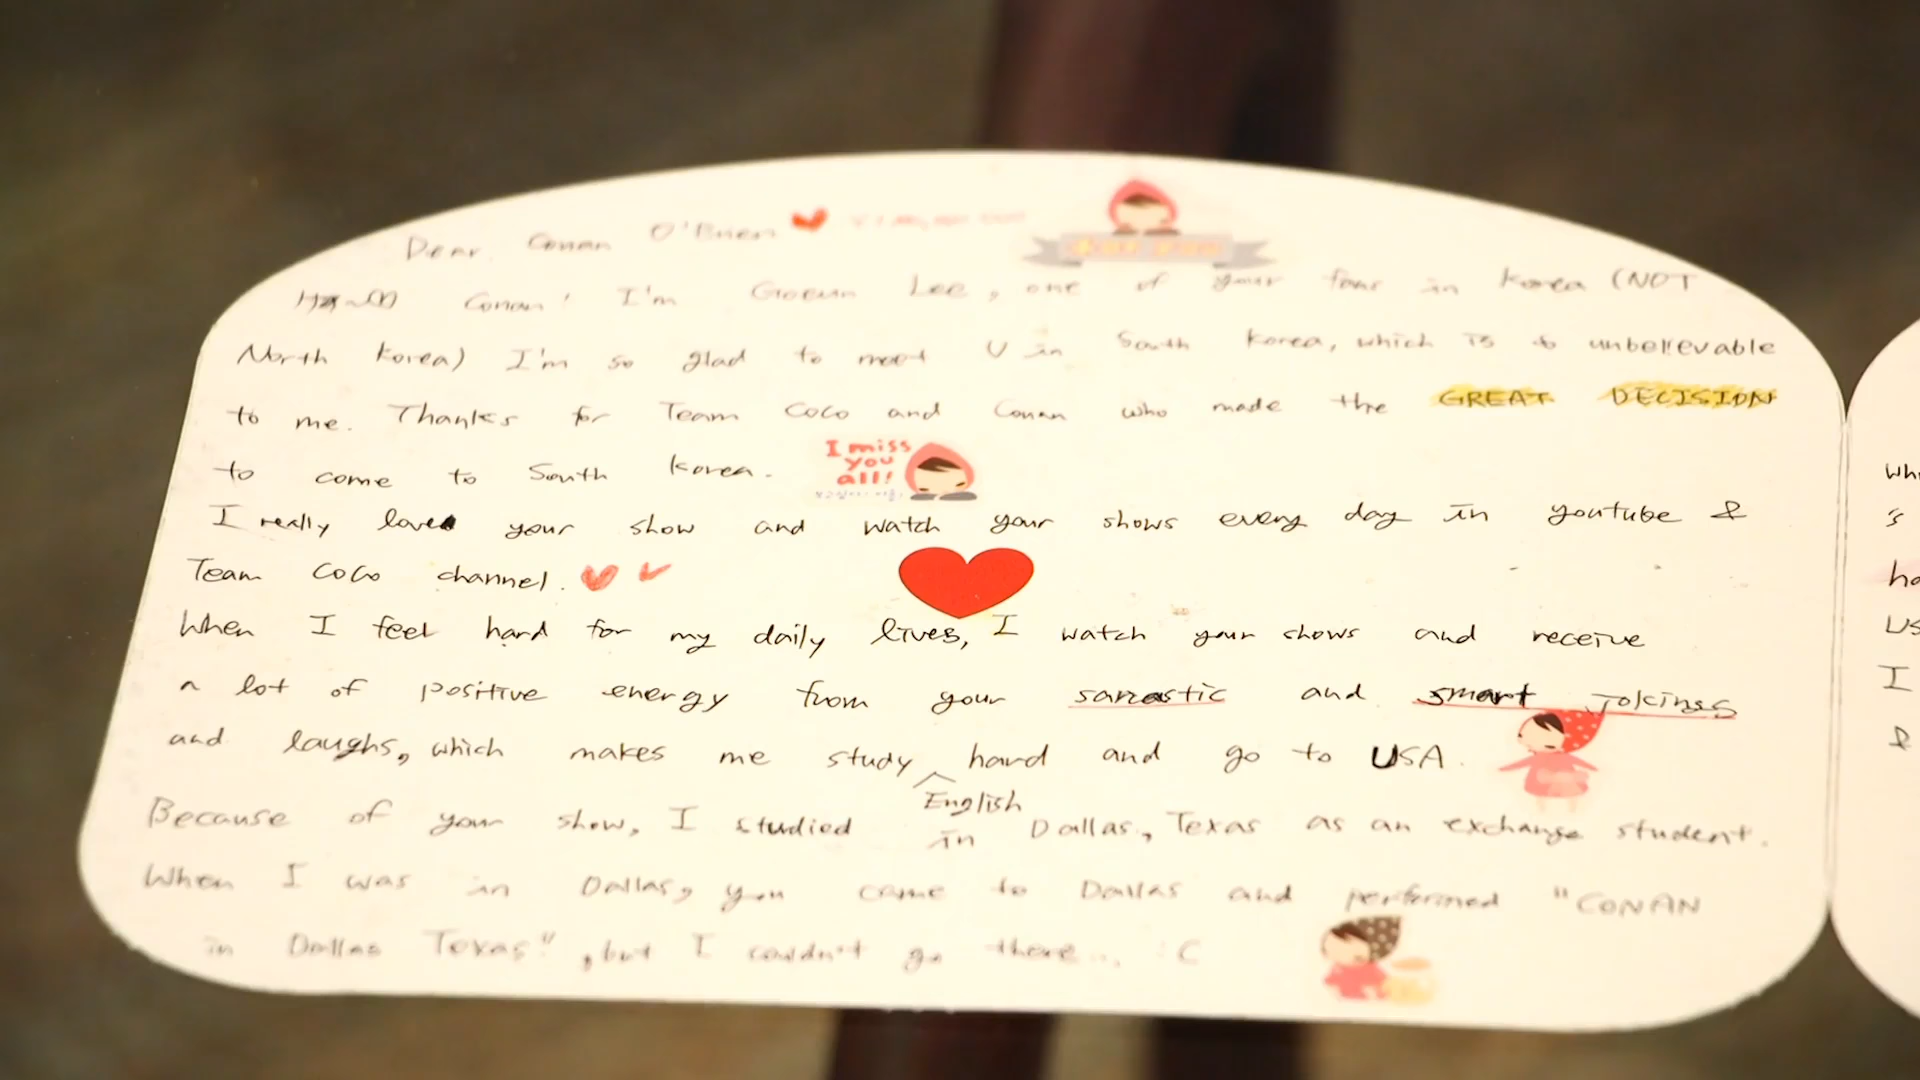 Dear Conan O'Brien
Conan! I'm Goeun Lee, one of your fans in Korea (NOT
North Korea) I'm so glad to meet U in South Korea, which is so unbelievable
to me. Thanks for Team CoCo and Conan who made the GREAT DECISION
to come to South Korea.
I miss
you
all!
I really love your show and watch your shows every day in youtube &
Team CoCo channel.
When I feel hard for my daily lives, I watch your shows and receive
a lot of positive energy from your sarcastic and smart jokings
and laughs, which makes me study hard and go to USA.
English
Because of your show, I studied in Dallas, Texas as an exchange student.
When I was in Dallas, you came to Dallas and performed "CONAN
in Dallas Texas", but I couldn't go there... :C
's
US
I
&